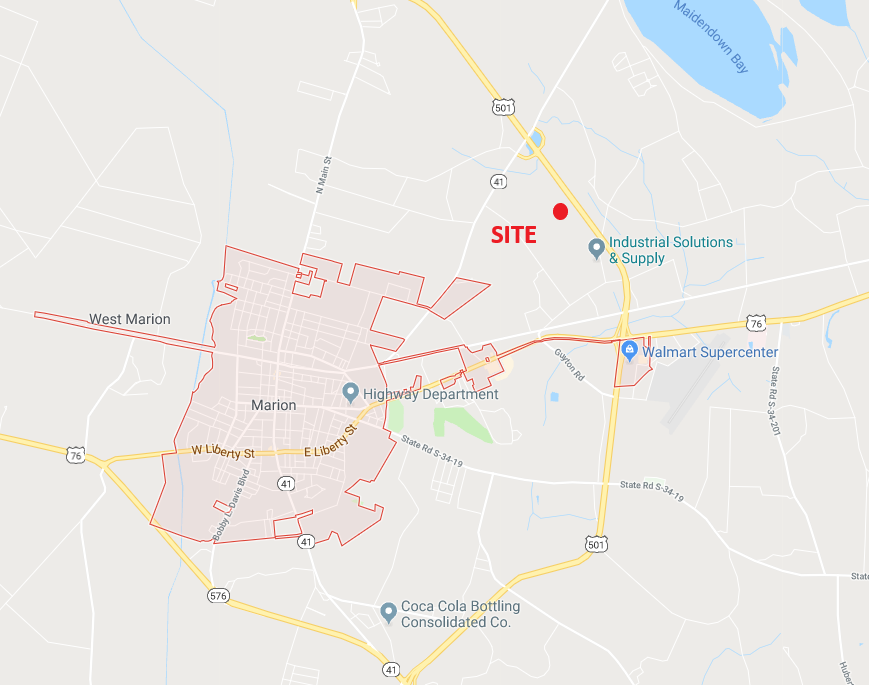 Maidendown Bay
501
41
N Main St
SITE
Industrial Solutions
& Supply
West Marion
76
Walmart Supercenter
Guyton Rd
Highway Department
Marion
State Rd S-34-201
E Liberty St
W Liberty St
State Rd S-34-19
76
41
Bobby L Davis Blvd
State Rd S-34-19
41
501
State
576
Coca Cola Bottling
Consolidated Co.
41
Huber